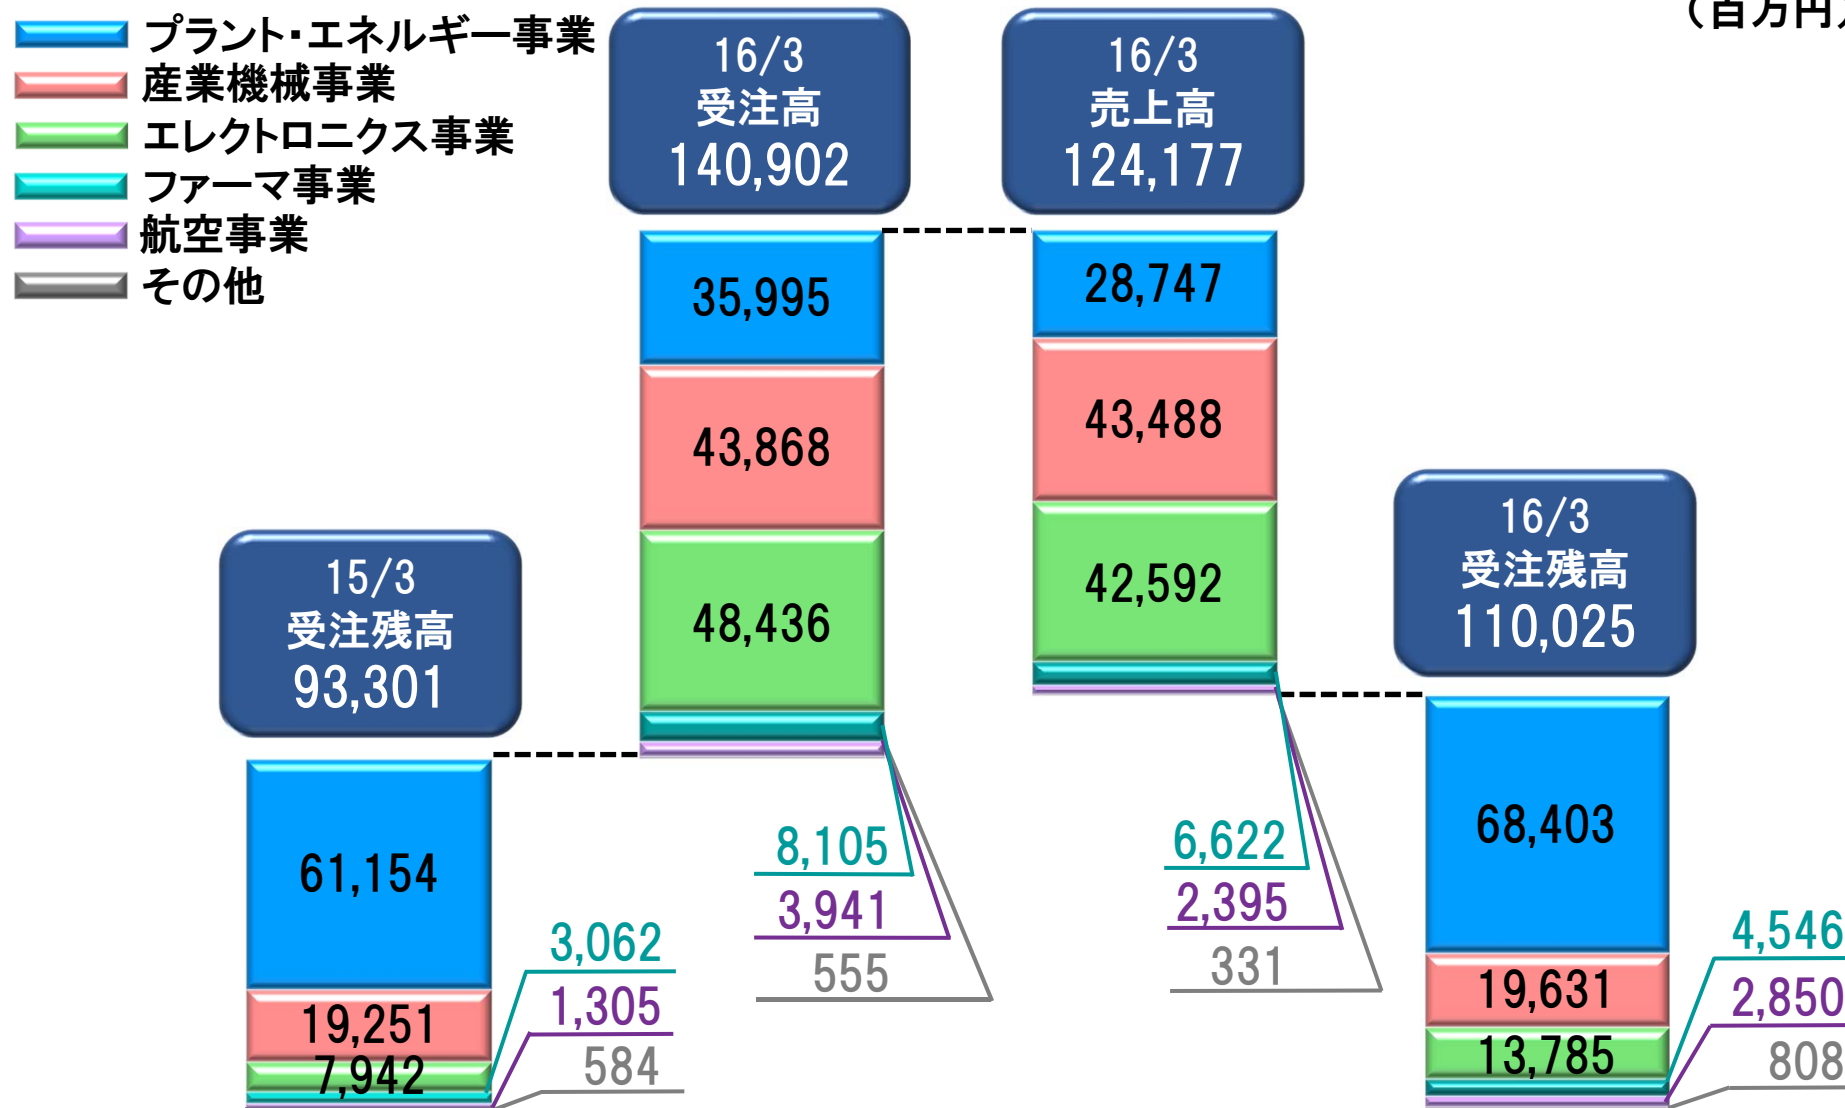 プラント・エネルギー事業
産業機械事業
エレクトロニクス事業
ファーマ事業
航空事業
その他
(百万円)
16/3
受注高
140,902
16/3
売上高
124,177
35,995
43,868
48,436
8,105
3,941
555
28,747
43,488
42,592
6,622
2,395
331
15/3
受注残高
93,301
61,154
19,251
7,942
3,062
1,305
584
16/3
受注残高
110,025
68,403
19,631
13,785
4,546
2,850
808